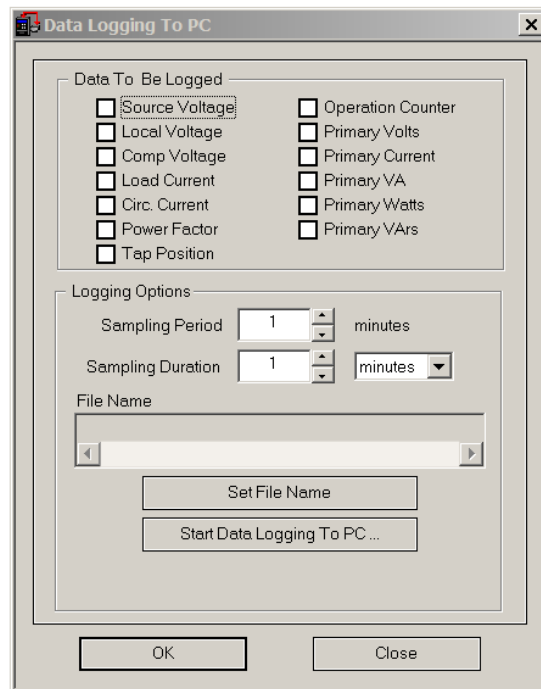 Data Logging To PC
Data To Be Logged
Source Voltage
Local Voltage
Comp Voltage
Load Current
Circ. Current
Power Factor
Tap Position
Operation Counter
Primary Volts
Primary Current
Primary VA
Primary Watts
Primary VArs
Logging Options
Sampling Period 1 minutes
Sampling Duration 1 minutes
File Name
Set File Name
Start Data Logging To PC ...
OK Close